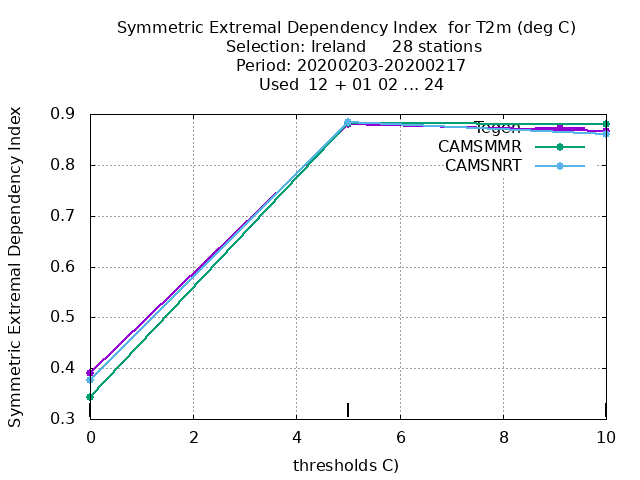 Symmetric Extremal Dependency Index  for T2m (deg C)
Selection: Ireland     28 stations
Period: 20200203-20200217
Used  12 + 01 02 ... 24
Symmetric Extremal Dependency Index
0.9
0.8
0.7
0.6
0.5
0.4
0.3
Tegen
CAMSMMR
CAMSNRT
0 2 4 6 8 10
thresholds C)